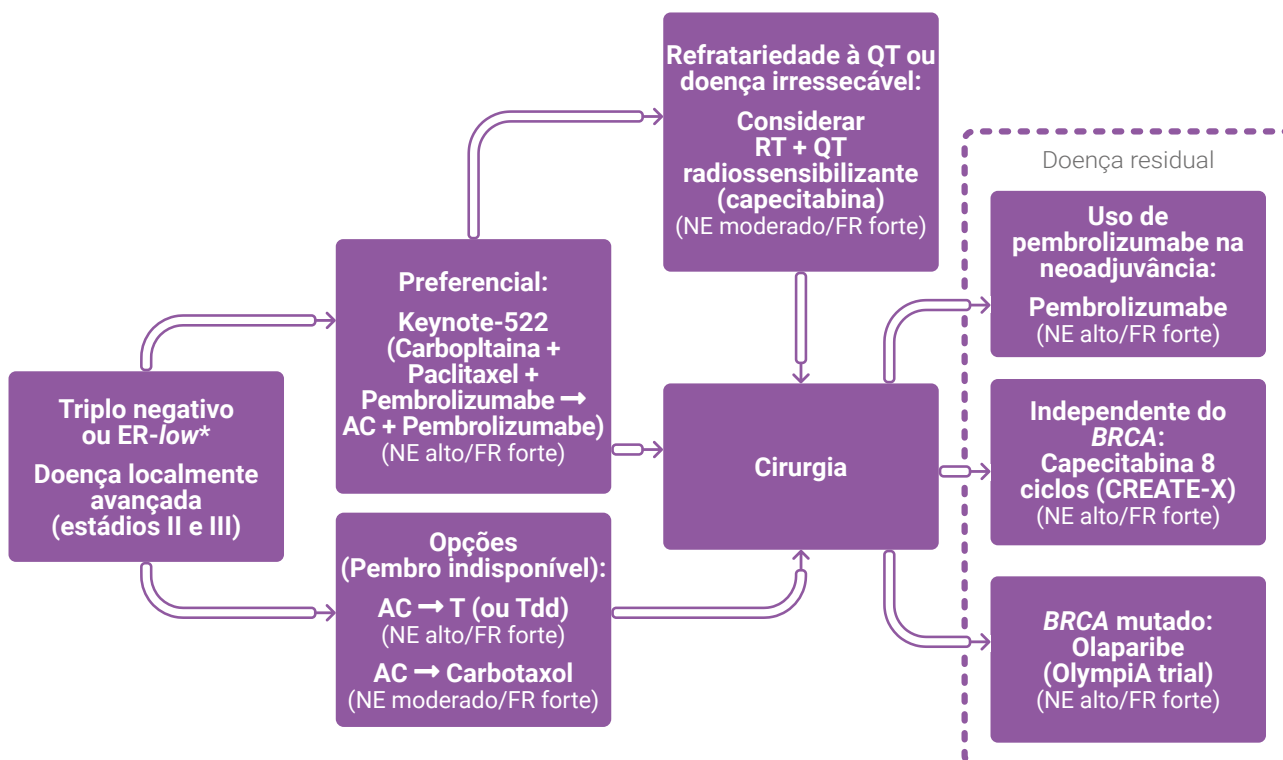 Triplo negativo
ou ER-low*
Doença localmente
avançada
(estádios II e III)
Preferencial:
Keynote-522
(Carbopltaina +
Paclitaxel +
Pembrolizumabe →
AC + Pembrolizumabe)
(NE alto/FR forte)
Opções
(Pembro indisponível):
AC → T (ou Tdd)
(NE alto/FR forte)
AC → Carbotaxol
(NE moderado/FR forte)
Refratariedade à QT ou
doença irressecável:
Considerar
RT + QT
radiossensibilizante
(capecitabina)
(NE moderado/FR forte)
Cirurgia
Doença residual
Uso de
pembrolizumabe na
neoadjuvância:
Pembrolizumabe
(NE alto/FR forte)
Independente do
BRCA:
Capecitabina 8
ciclos (CREATE-X)
(NE alto/FR forte)
BRCA mutado:
Olaparibe
(OlympiA trial)
(NE alto/FR forte)